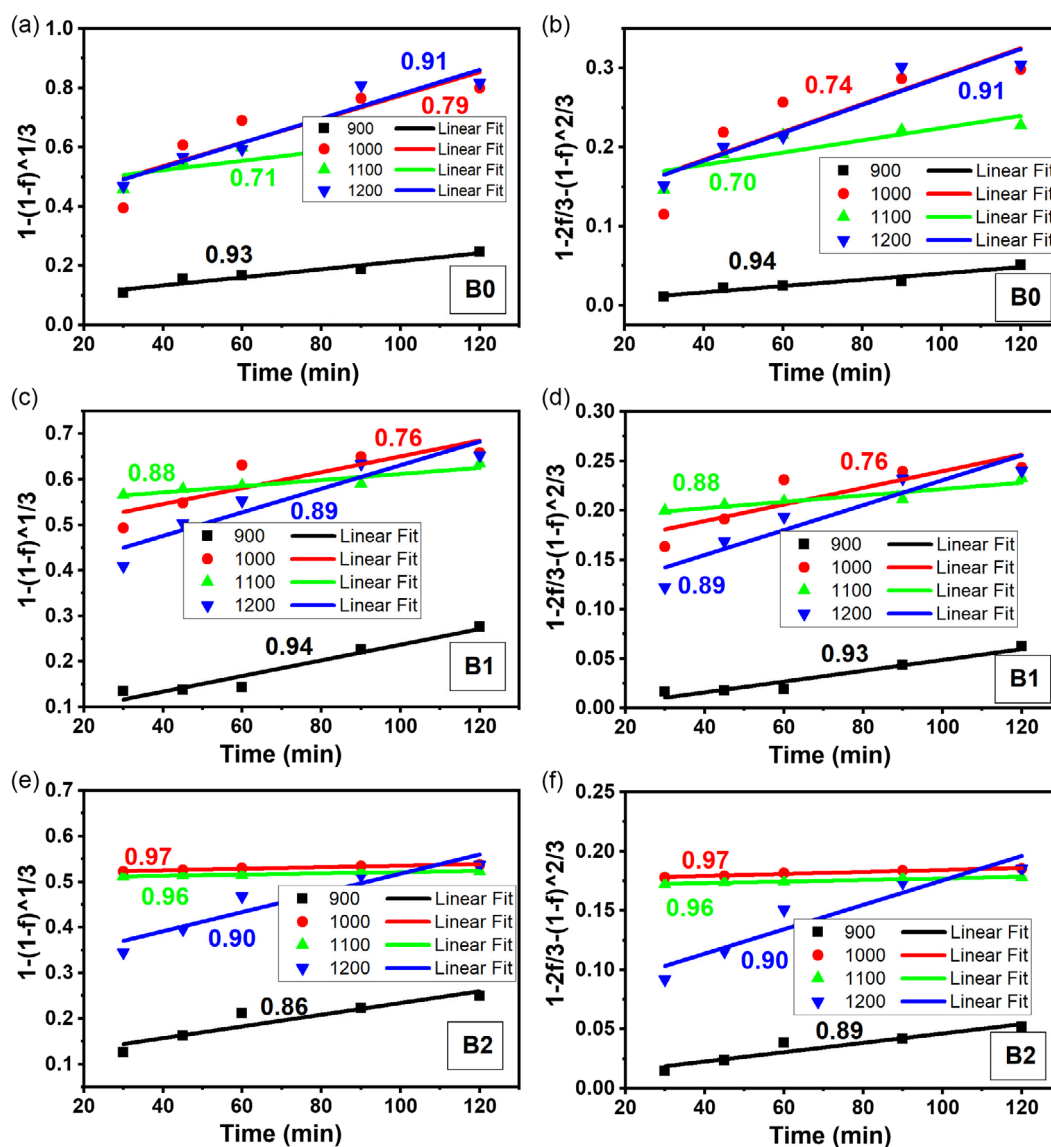 (a)
1.0
0.8
0.6
0.4
0.2
0.0
1-(1-f)^1/3
0.91
0.79
0.71
0.93
900 Linear Fit
1000 Linear Fit
1100 Linear Fit
1200 Linear Fit
B0
20 40 60 80 100 120
Time (min)
(b)
0.3
0.2
0.1
0.0
1-2f/3-(1-f)^2/3
0.74
0.91
0.70
0.94
900 Linear Fit
1000 Linear Fit
1100 Linear Fit
1200 Linear Fit
B0
20 40 60 80 100 120
Time (min)
(c)
0.7
0.6
0.5
0.4
0.3
0.2
0.1
1-(1-f)^1/3
0.76
0.88
0.89
900 Linear Fit
1000 Linear Fit
1100 Linear Fit
1200 Linear Fit
0.94
B1
20 40 60 80 100 120
Time (min)
(d)
0.30
0.25
0.20
0.15
0.10
0.05
0.00
1-2f/3-(1-f)^2/3
0.76
0.88
0.89
900 Linear Fit
1000 Linear Fit
1100 Linear Fit
1200 Linear Fit
0.93
B1
20 40 60 80 100 120
Time (min)
(e)
0.7
0.6
0.5
0.4
0.3
0.2
0.1
1-(1-f)^1/3
0.97
0.96
0.90
900 Linear Fit
1000 Linear Fit
1100 Linear Fit
1200 Linear Fit
0.86
B2
20 40 60 80 100 120
Time (min)
(f)
0.25
0.20
0.15
0.10
0.05
0.00
1-2f/3-(1-f)^2/3
0.97
0.96
0.90
900 Linear Fit
1000 Linear Fit
1100 Linear Fit
1200 Linear Fit
0.89
B2
20 40 60 80 100 120
Time (min)